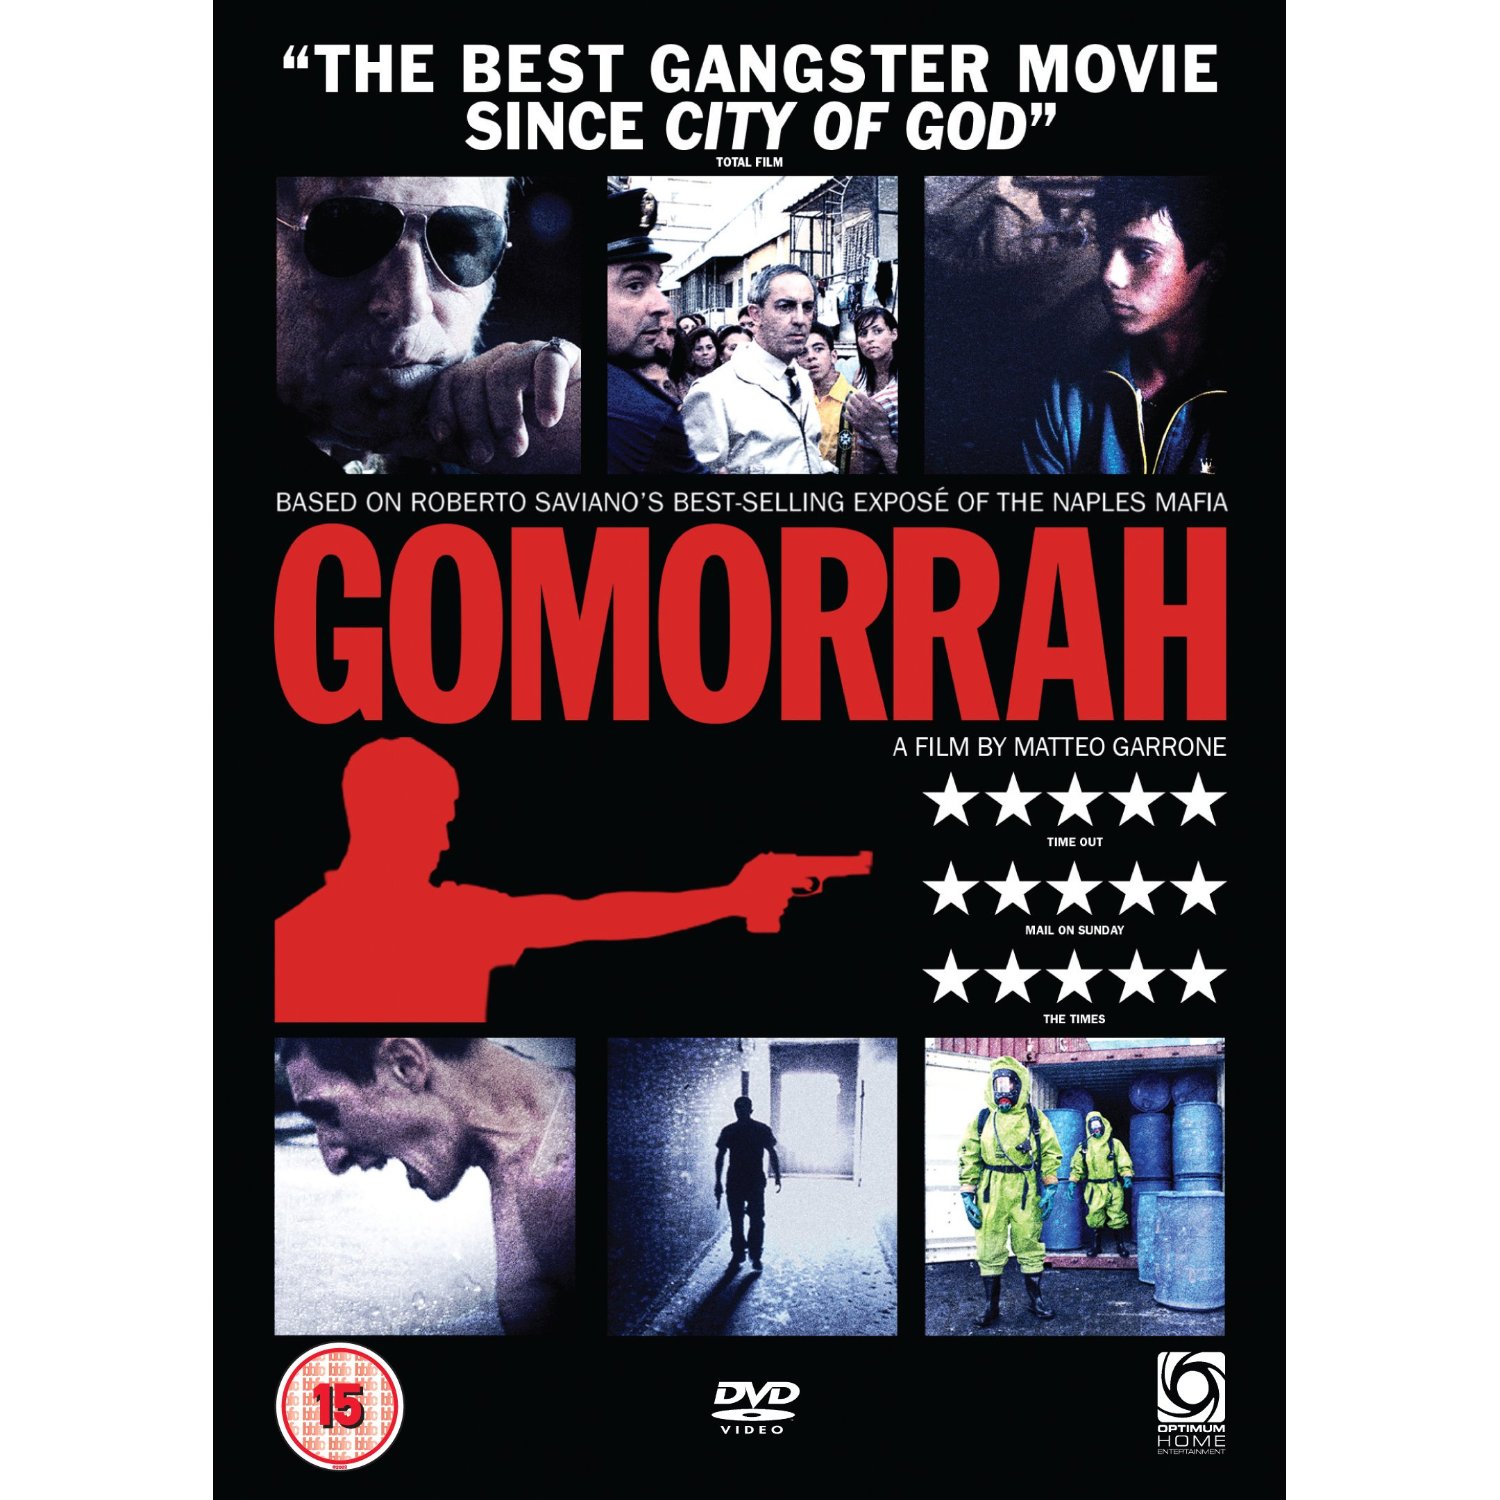 “THE BEST GANGSTER MOVIE
SINCE CITY OF GOD”
TOTAL FILM
BASED ON ROBERTO SAVIANO’S BEST-SELLING EXPOSÉ OF THE NAPLES MAFIA
GOMORRAH
A FILM BY MATTEO GARRONE
TIME OUT
MAIL ON SUNDAY
THE TIMES
15
DVD
VIDEO
OPTIMUM
HOME
ENTERTAINMENT